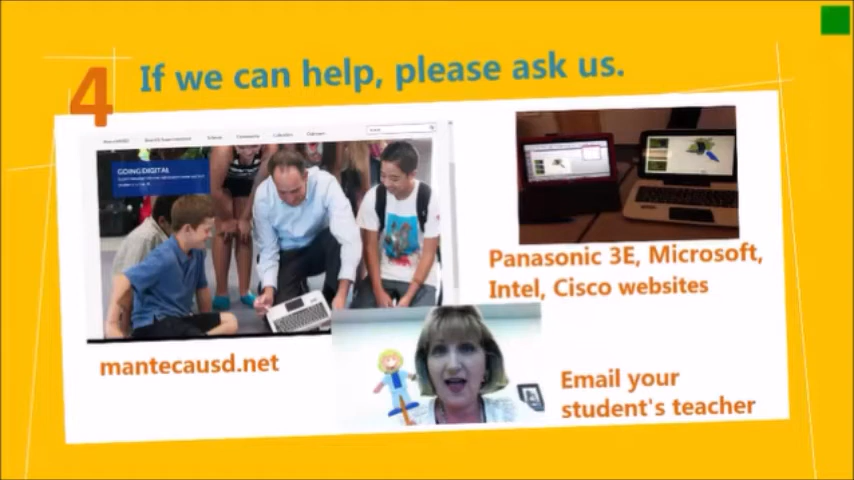 4
If we can help, please ask us.
GOING DIGITAL
mantecausd.net
Panasonic 3E, Microsoft,
Intel, Cisco websites
Email your
student's teacher